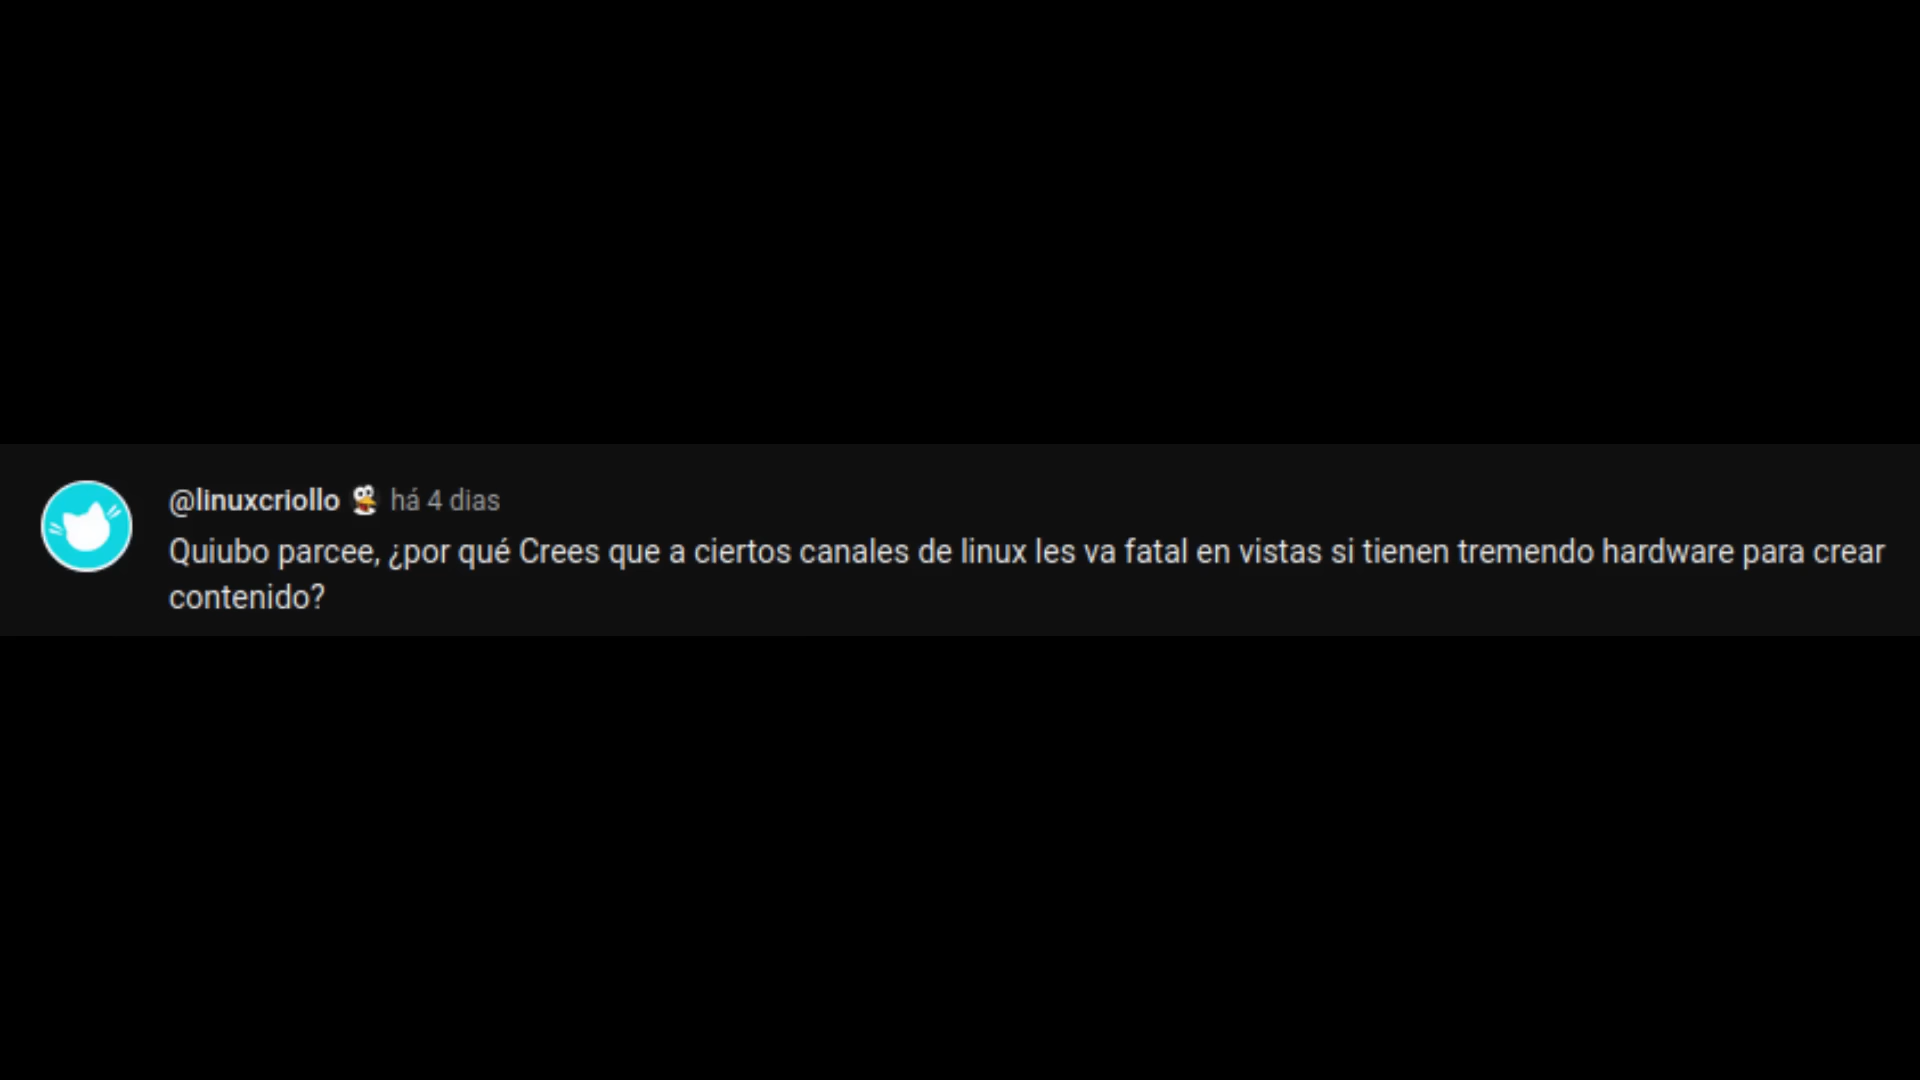 @linuxcriollo há 4 dias
Quiubo parcee, ¿por qué Crees que a ciertos canales de linux les va fatal en vistas si tienen tremendo hardware para crear
contenido?